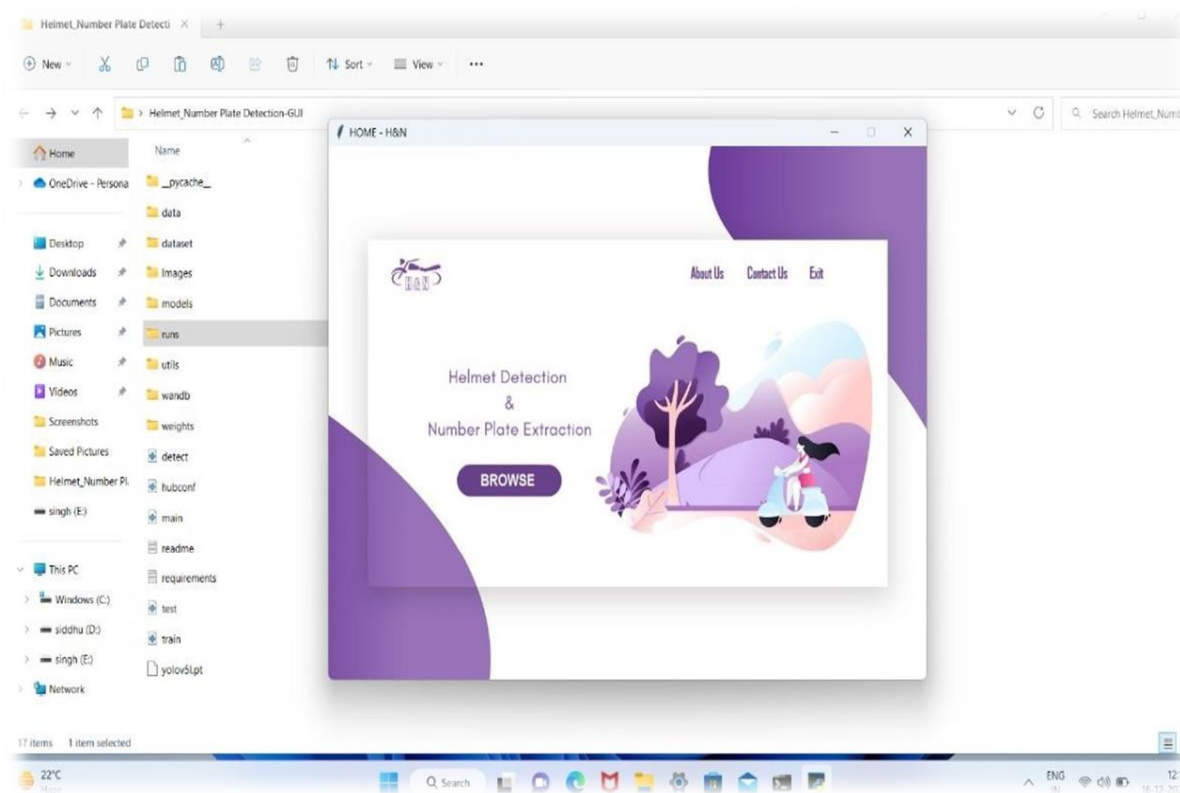 Helmet_Number Plate Detecti
New
Sort
View
Helmet_Number Plate Detection-GUI
Search Helmet_Numb
Home
OneDrive - Persona
Desktop
Downloads
Documents
Pictures
Music
Videos
Screenshots
Saved Pictures
Helmet_Number Pl
singh (E:)
This PC
Windows (C:)
siddhu (D:)
singh (E:)
Network
Name
__pycache__
data
dataset
Images
models
runs
utils
wandb
weights
detect
hubconf
main
readme
requirements
test
train
yolov5l.pt
HOME - H&N
H&N
About Us
Contact Us
Exit
Helmet Detection
&
Number Plate Extraction
BROWSE
17 items
1 item selected
22°C
Haze
Search
ENG
IN